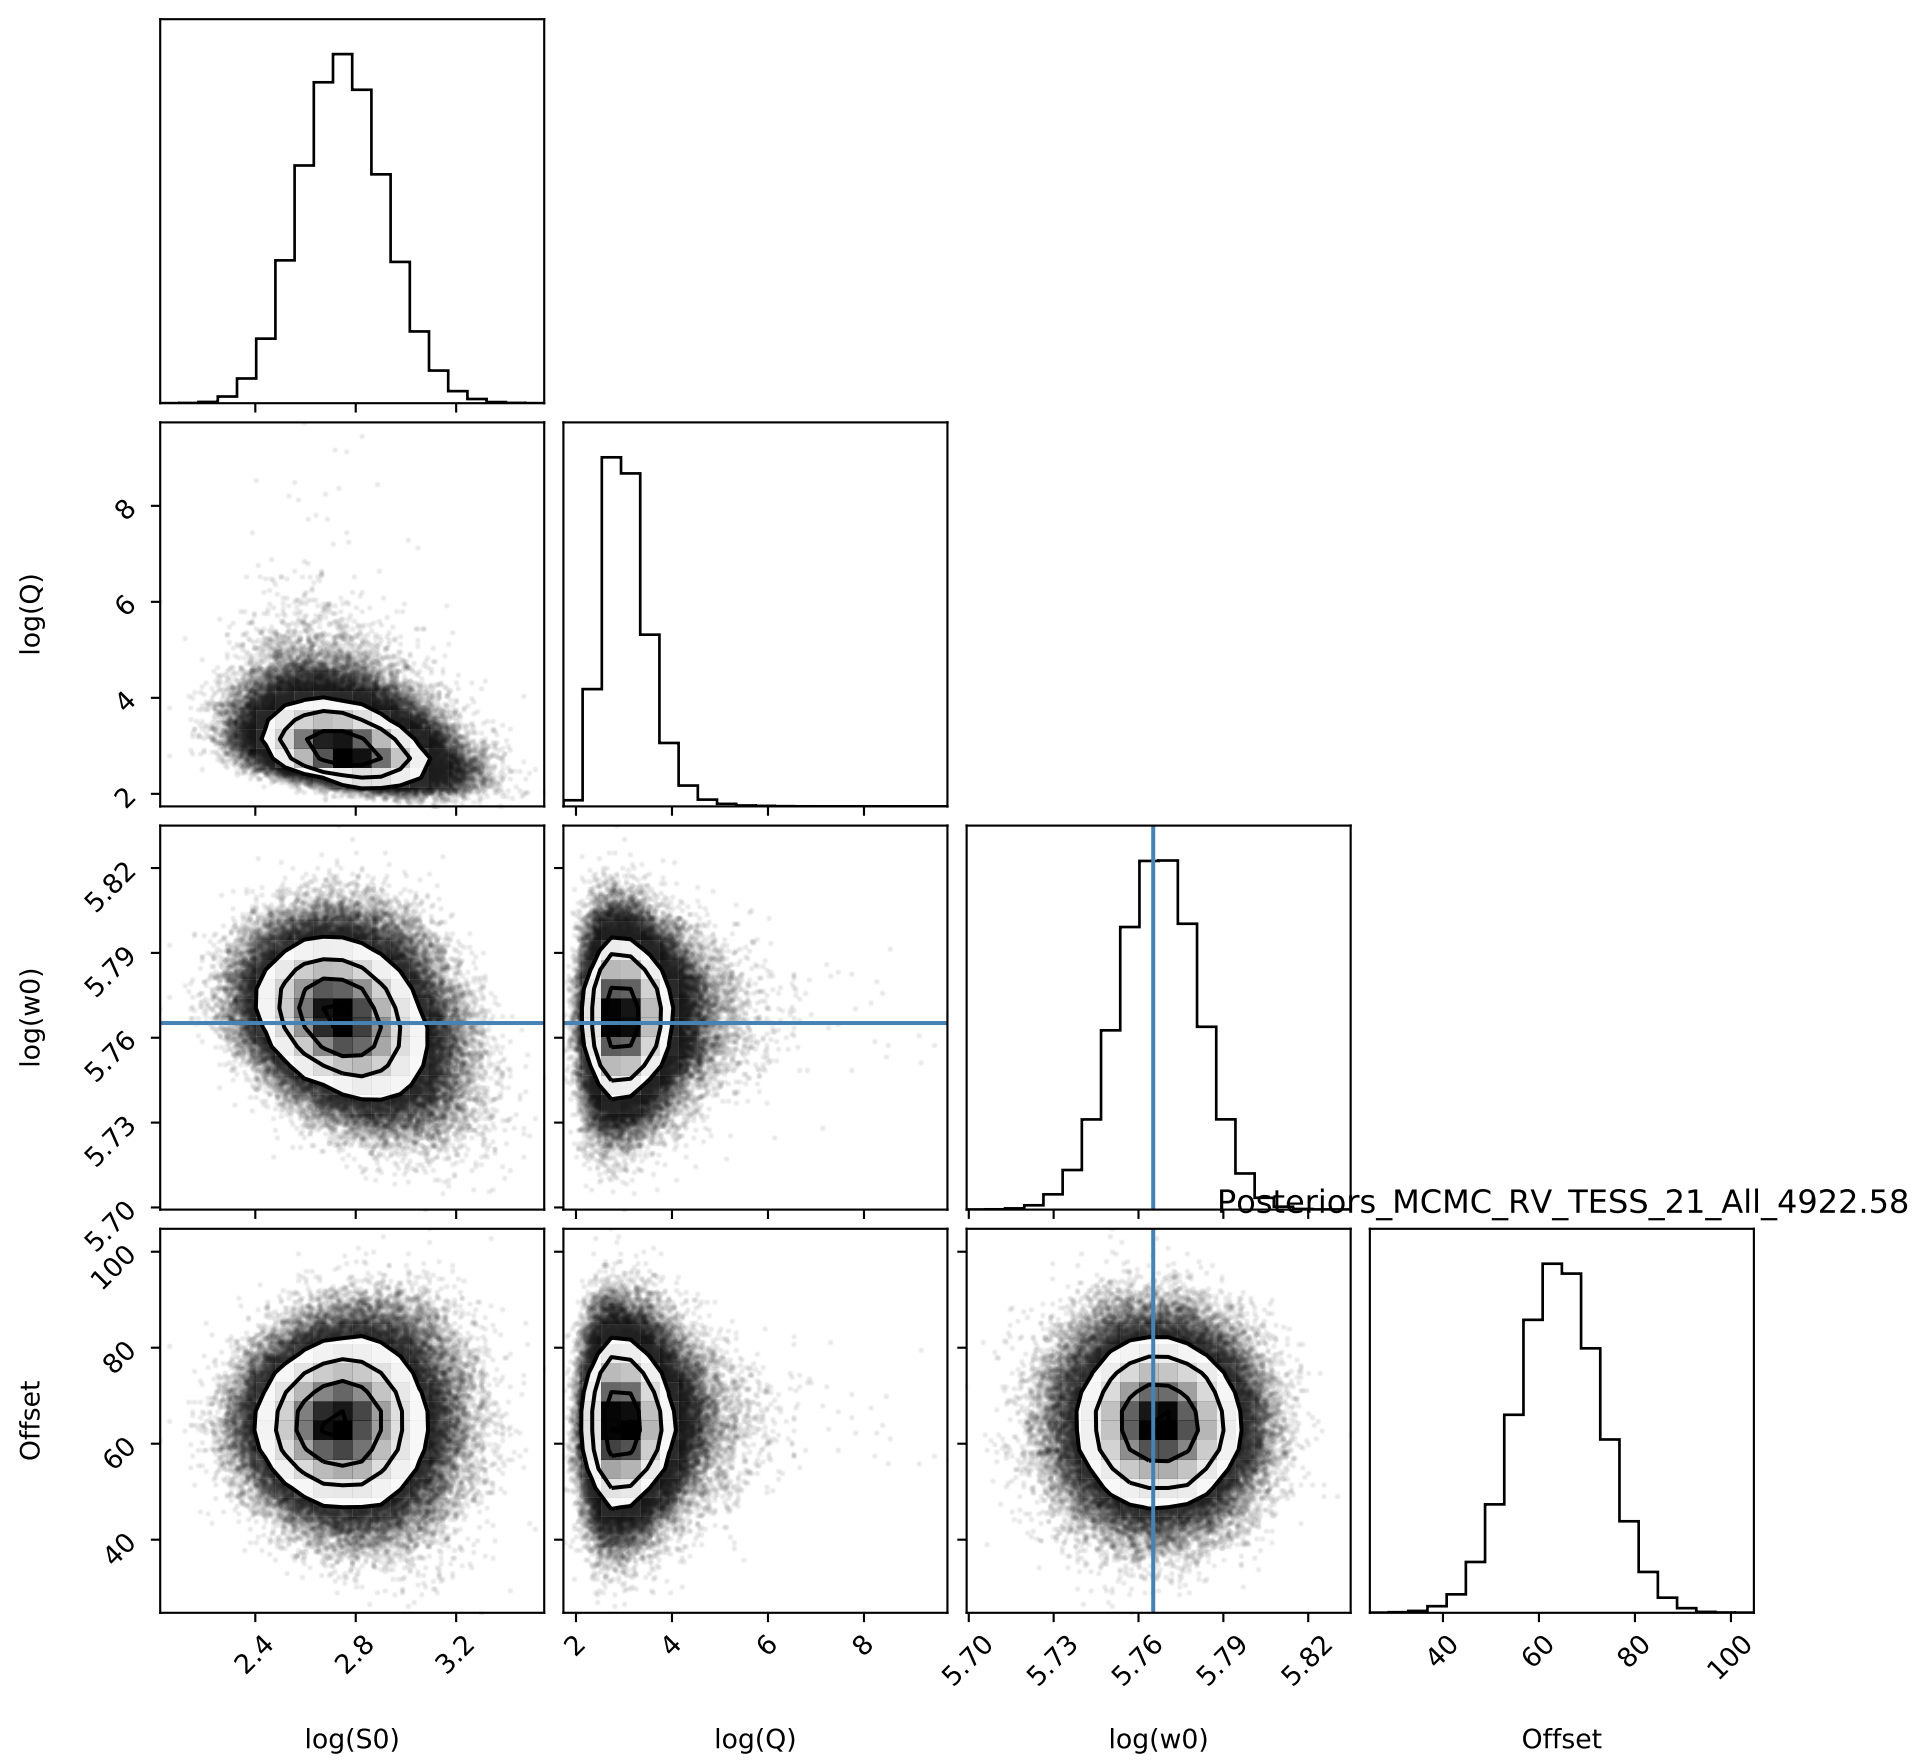 log(Q)
8
6
4
2
log(w0)
5.82
5.79
5.76
5.73
5.70
Posteriors_MCMC_RV_TESS_21_All_4922.58
Offset
100
80
60
40
2.4 2.8 3.2 2 4 6 8 5.70 5.73 5.76 5.79 5.82 40 60 80 100
log(S0) log(Q) log(w0) Offset